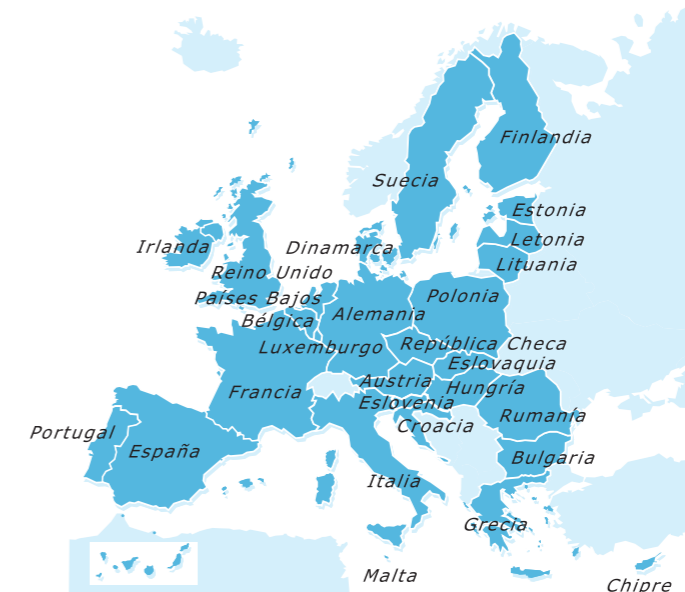 Finlandia
Suecia
Estonia
Letonia
Irlanda
Dinamarca
Lituania
Reino Unido
Países Bajos
Polonia
Alemania
Bélgica
República Checa
Luxemburgo
Eslovaquia
Austria
Hungría
Francia
Eslovenia
Rumanía
Croacia
Portugal
España
Bulgaria
Italia
Grecia
Malta
Chipre